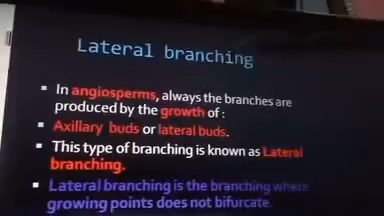 Lateral branching
▪ In angiosperms, always the branches are
produced by the growth of :
▪ Axillary buds or lateral buds.
▪ This type of branching is known as Lateral
branching.
▪ Lateral branching is the branching where
growing points does not bifurcate.